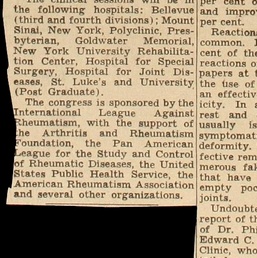 the following hospitals: Bellevue
(third and fourth divisions); Mount
Sinai, New York, Polyclinic, Pres-
byterian, Goldwater Memorial,
New York University Rehabilita-
tion Center, Hospital for Special
Surgery, Hospital for Joint Dis-
eases, St. Luke's and University
(Post Graduate).
The congress is sponsored by the
International League Against
Rheumatism, with the support of
the Arthritis and Rheumatism
Foundation, the Pan American
League for the Study and Control
of Rheumatic Diseases, the United
States Public Health Service, the
American Rheumatism Association
and several other organizations.
per cent o
and impro
per cent.
Reaction
common. I
cent of the
reactions o
papers at t
the use of
an effectiv
icity. In a
rest and
usually is
symptomat
deformity.
fective rem
merous fak
that have
empty poc
joints.
Undoubte
report of th
of Dr. Phi
Edward C.
Clinic, who